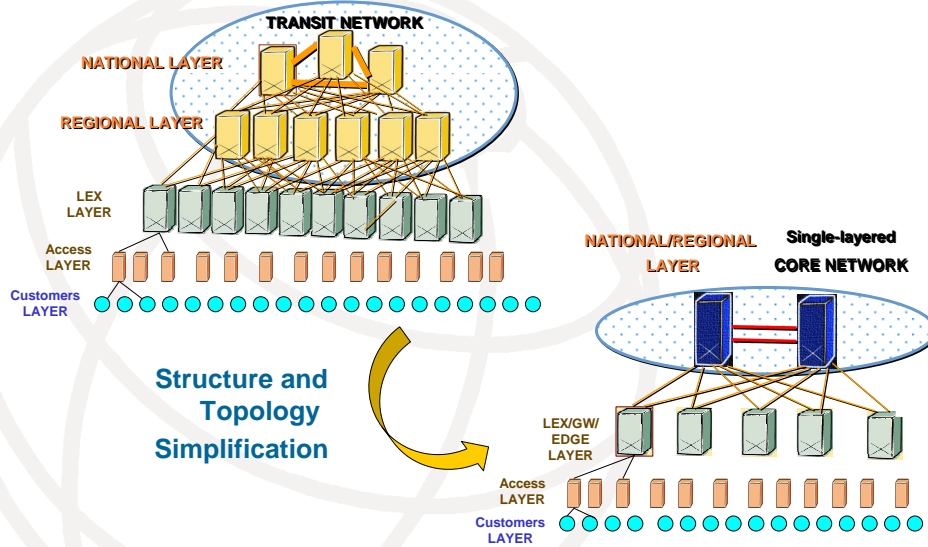 TRANSIT NETWORK
NATIONAL LAYER
REGIONAL LAYER
LEX
LAYER
Access
LAYER
Customers
LAYER
Structure and
Topology
Simplification
NATIONAL/REGIONAL
LAYER
Single-layered
CORE NETWORK
LEX/GW/
EDGE
LAYER
Access
LAYER
Customers
LAYER